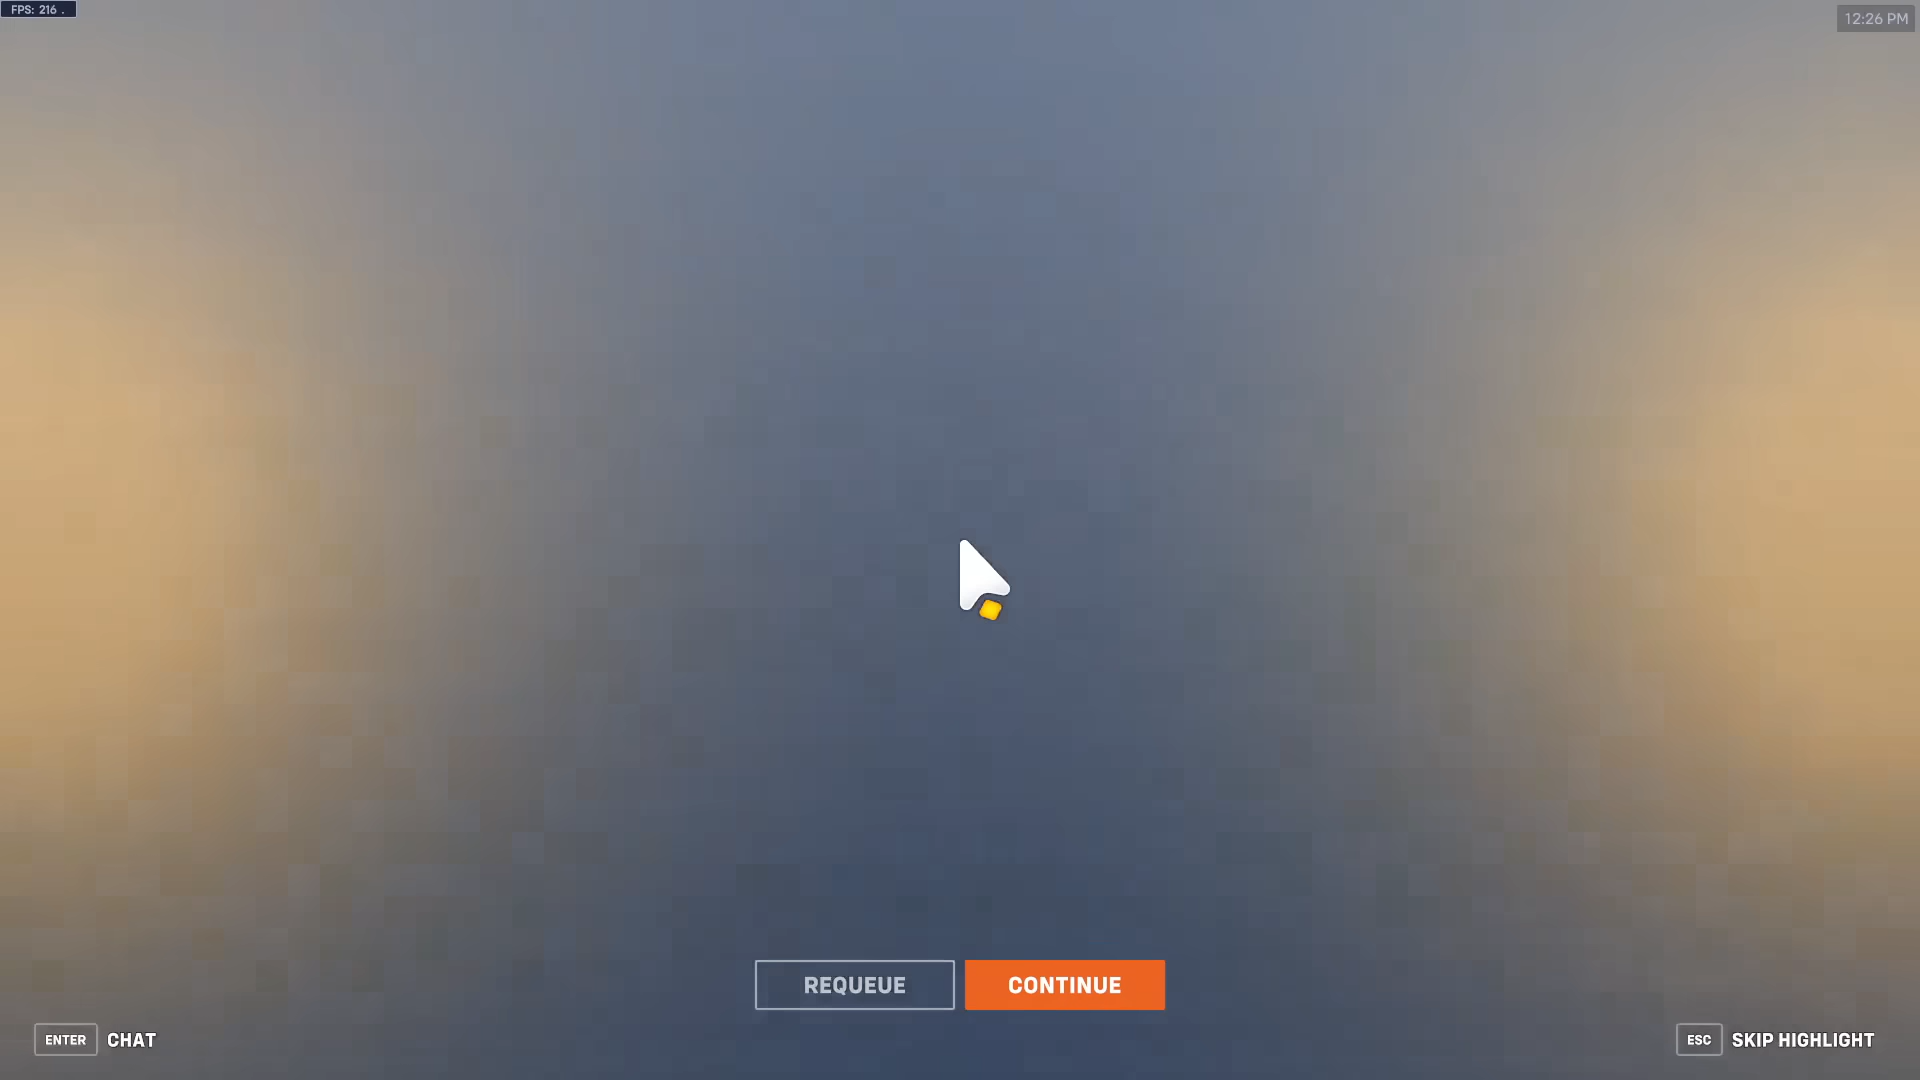 FPS: 216 .
12:26 PM
REQUEUE
CONTINUE
ENTER CHAT
ESC SKIP HIGHLIGHT